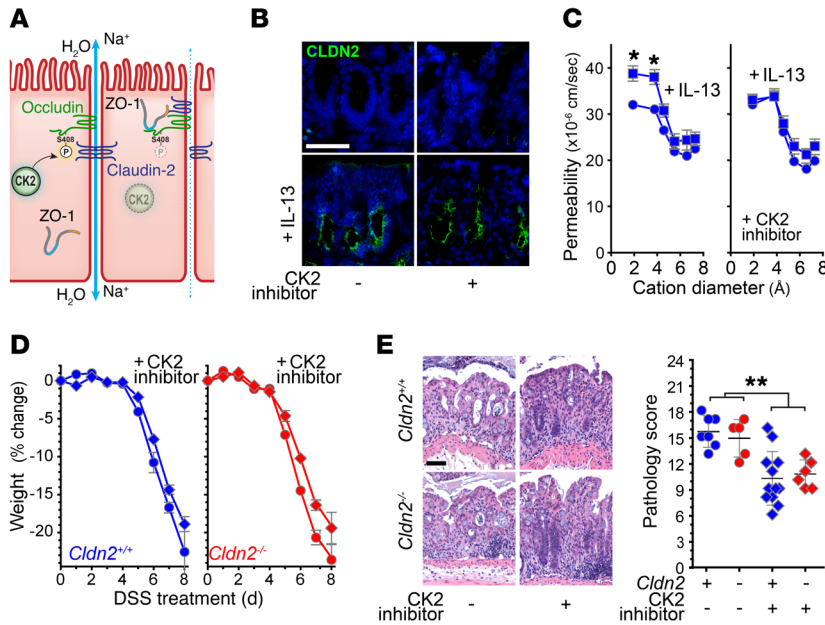 A
H₂O Na⁺
Occludin
ZO-1
S408
P
S408
P
Claudin-2
CK2
CK2
ZO-1
H₂O Na⁺
B
CLDN2
+ IL-13
CK2
inhibitor - +
C
Permeability (x10⁻⁶ cm/sec)
40
30
20
10
0
* *
+ IL-13
+ IL-13
+ CK2
inhibitor
0 2 4 6 8 0 2 4 6 8
Cation diameter (Å)
D
Weight (% change)
0
-5
-10
-15
-20
+ CK2
inhibitor
+ CK2
inhibitor
Cldn2⁺/⁺
Cldn2⁻/⁻
0 2 4 6 8 0 2 4 6 8
DSS treatment (d)
E
Cldn2⁺/⁺
Cldn2⁻/⁻
CK2
inhibitor - +
Pathology score
24
21
18
15
12
9
6
3
0
**
Cldn2 + - + -
CK2
inhibitor - - + +